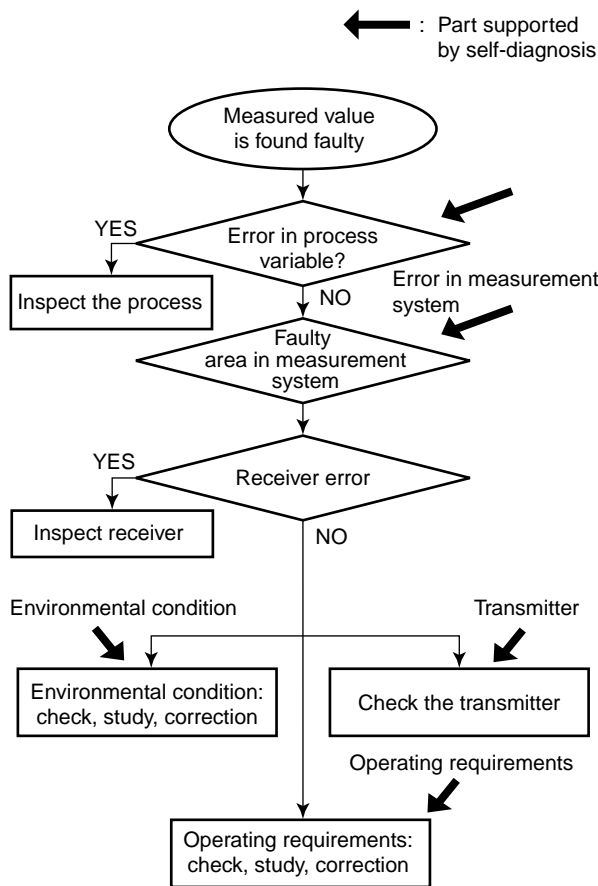 : Part supported
by self-diagnosis
Measured value
is found faulty
YES
Error in process
variable?
Inspect the process
NO
Error in measurement
system
Faulty
area in measurement
system
YES
Receiver error
Inspect receiver
NO
Environmental condition
Transmitter
Environmental condition:
check, study, correction
Check the transmitter
Operating requirements
Operating requirements:
check, study, correction